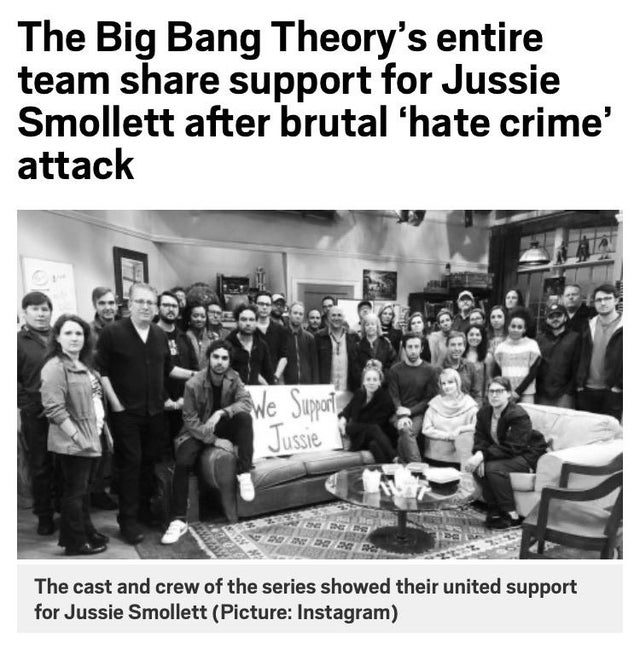 The Big Bang Theory’s entire
team share support for Jussie
Smollett after brutal ‘hate crime’
attack
We Support
Jussie
The cast and crew of the series showed their united support
for Jussie Smollett (Picture: Instagram)